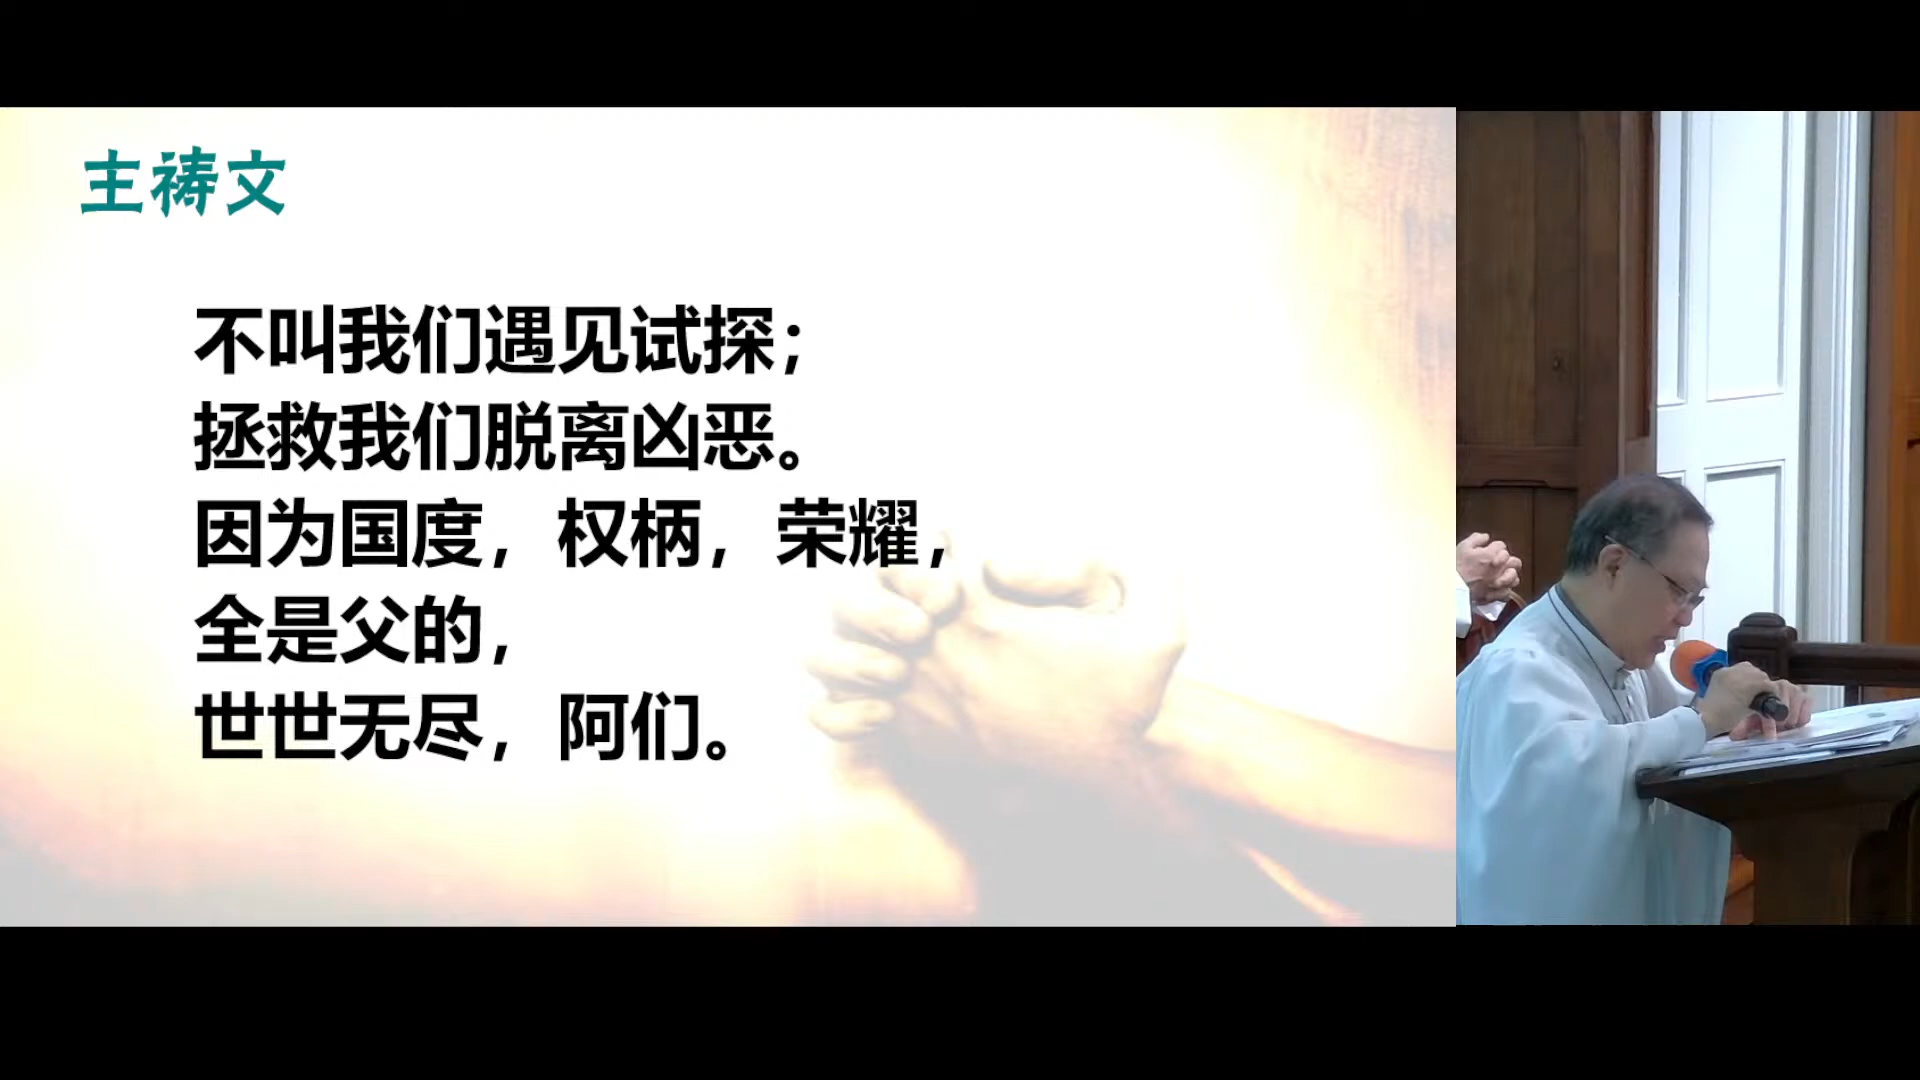 主祷文
不叫我们遇见试探；
拯救我们脱离凶恶。
因为国度，权柄，荣耀，
全是父的，
世世无尽，阿们。